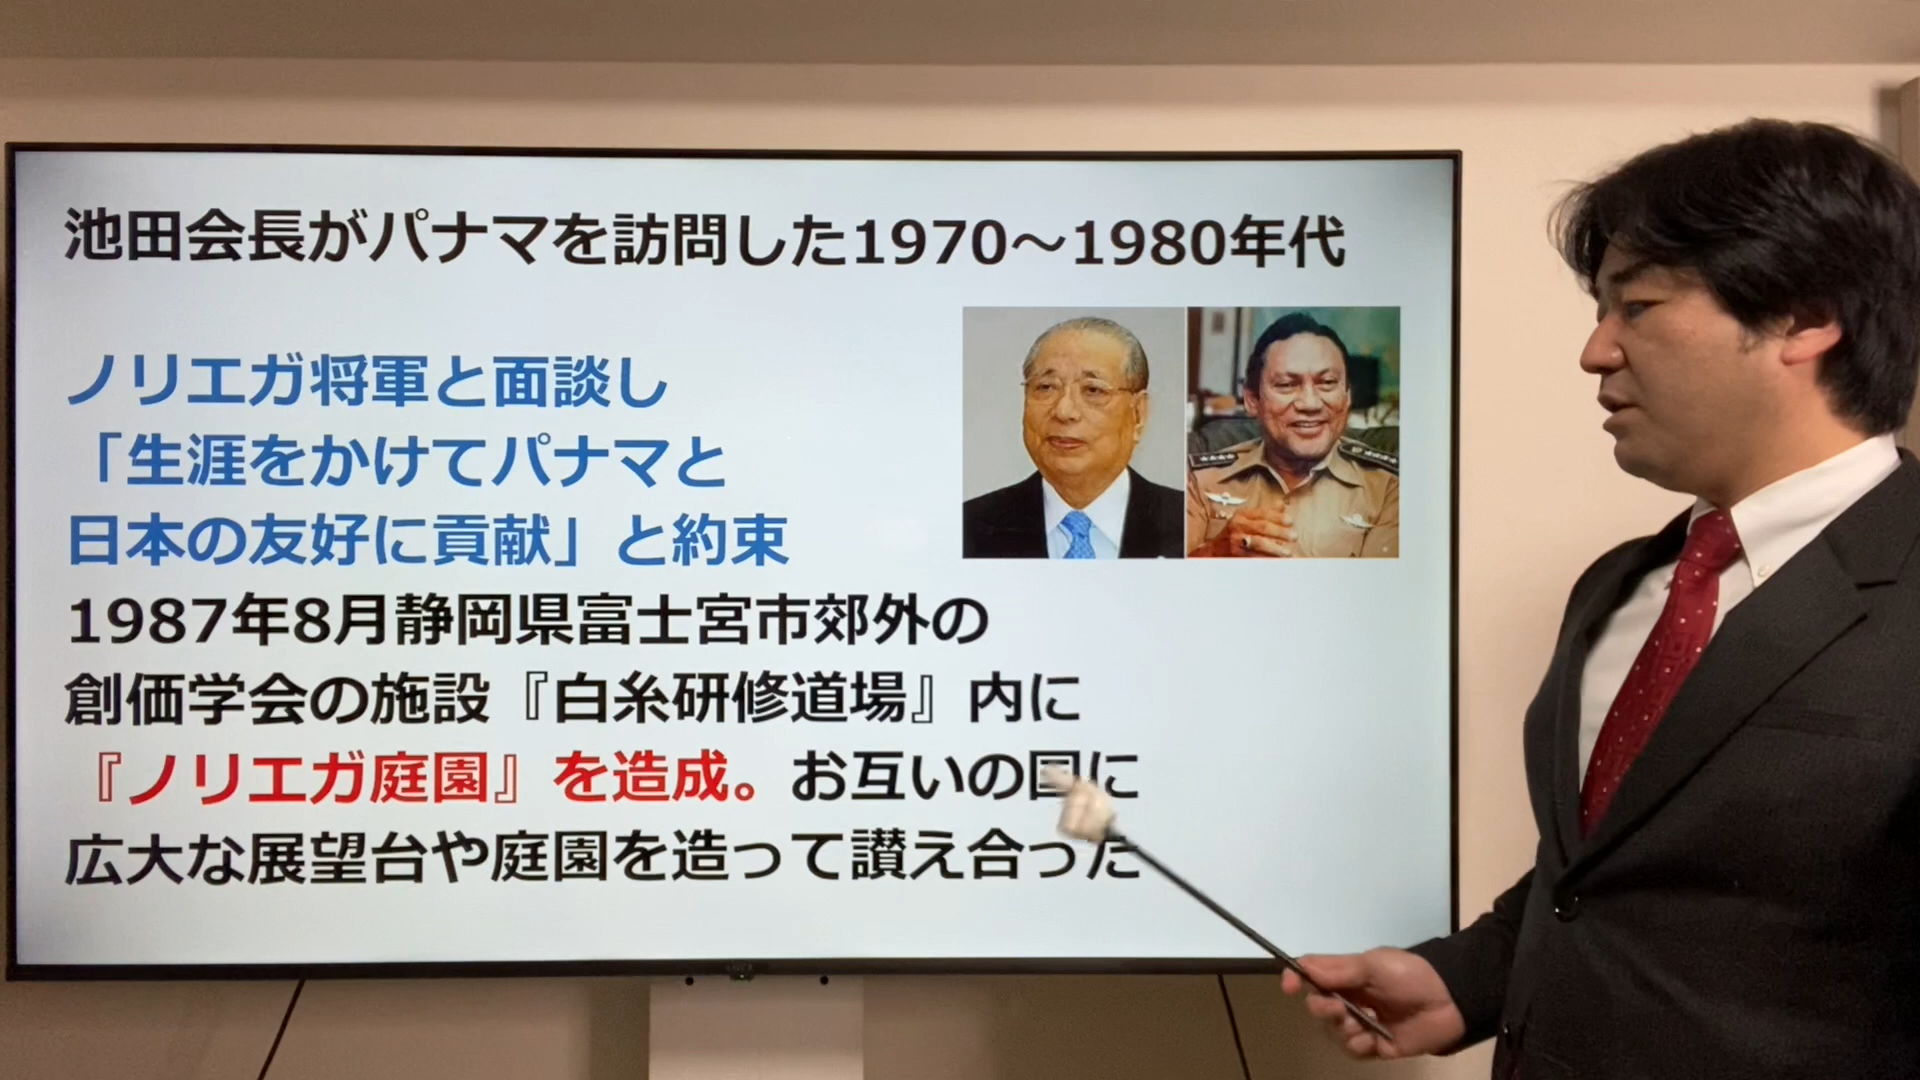 池田会長がパナマを訪問した1970～1980年代
ノリエガ将軍と面談し
「生涯をかけてパナマと
日本の友好に貢献」と約束
1987年8月静岡県富士宮市郊外の
創価学会の施設『白糸研修道場』内に
『ノリエガ庭園』を造成。お互いの国に
広大な展望台や庭園を造って讃え合った